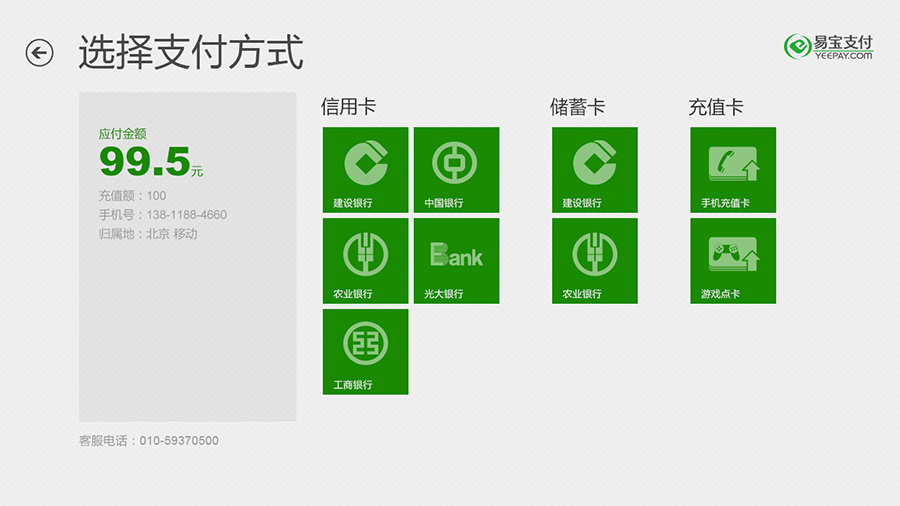 选择支付方式
易宝支付
YEEPAY.COM
应付金额
99.5元
充值额：100
手机号：138-1188-4660
归属地：北京 移动
客服电话：010-59370500
信用卡
建设银行
中国银行
农业银行
Bank
光大银行
工商银行
储蓄卡
建设银行
农业银行
充值卡
手机充值卡
游戏点卡